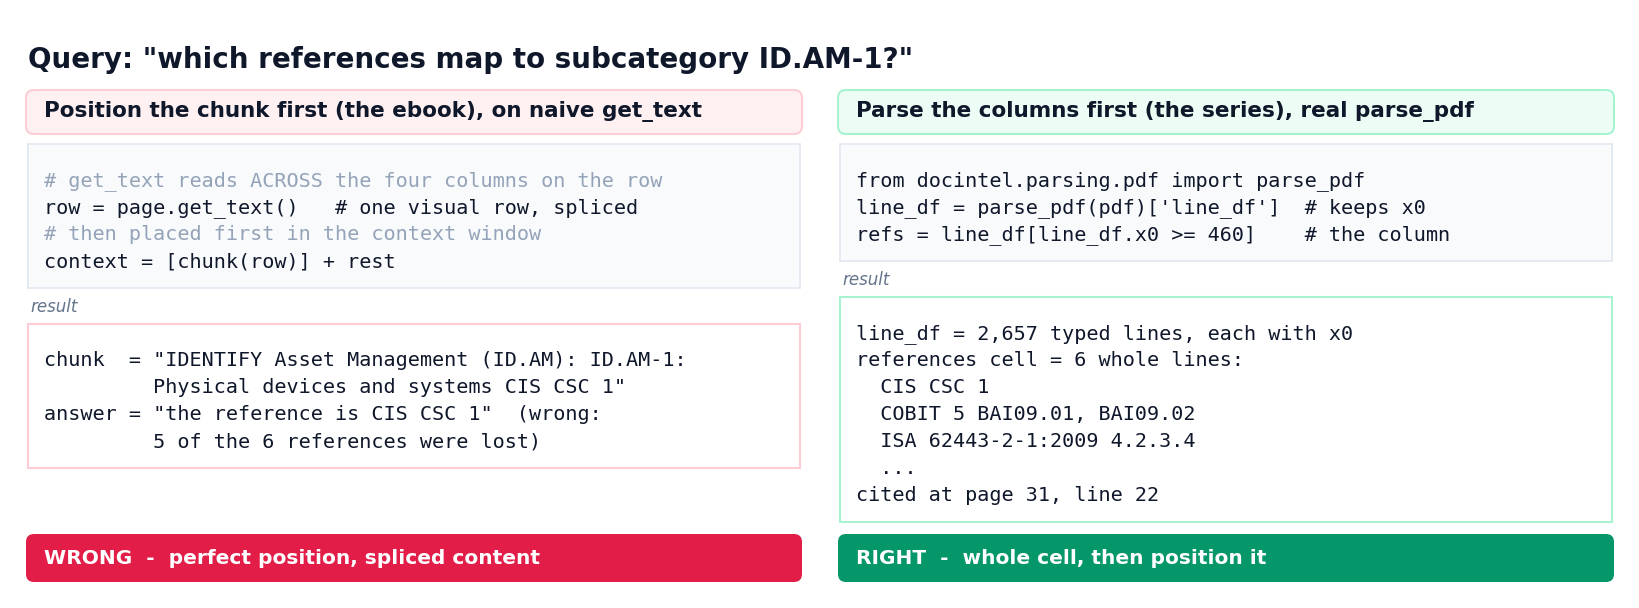 Query: "which references map to subcategory ID.AM-1?"
Position the chunk first (the ebook), on naive get_text
# get_text reads ACROSS the four columns on the row
row = page.get_text()   # one visual row, spliced
# then placed first in the context window
context = [chunk(row)] + rest
result
chunk  = "IDENTIFY Asset Management (ID.AM): ID.AM-1:
         Physical devices and systems CIS CSC 1"
answer = "the reference is CIS CSC 1"  (wrong:
         5 of the 6 references were lost)
WRONG  -  perfect position, spliced content
Parse the columns first (the series), real parse_pdf
from docintel.parsing.pdf import parse_pdf
line_df = parse_pdf(pdf)['line_df']  # keeps x0
refs = line_df[line_df.x0 >= 460]    # the column
result
line_df = 2,657 typed lines, each with x0
references cell = 6 whole lines:
  CIS CSC 1
  COBIT 5 BAI09.01, BAI09.02
  ISA 62443-2-1:2009 4.2.3.4
  ...
cited at page 31, line 22
RIGHT  -  whole cell, then position it